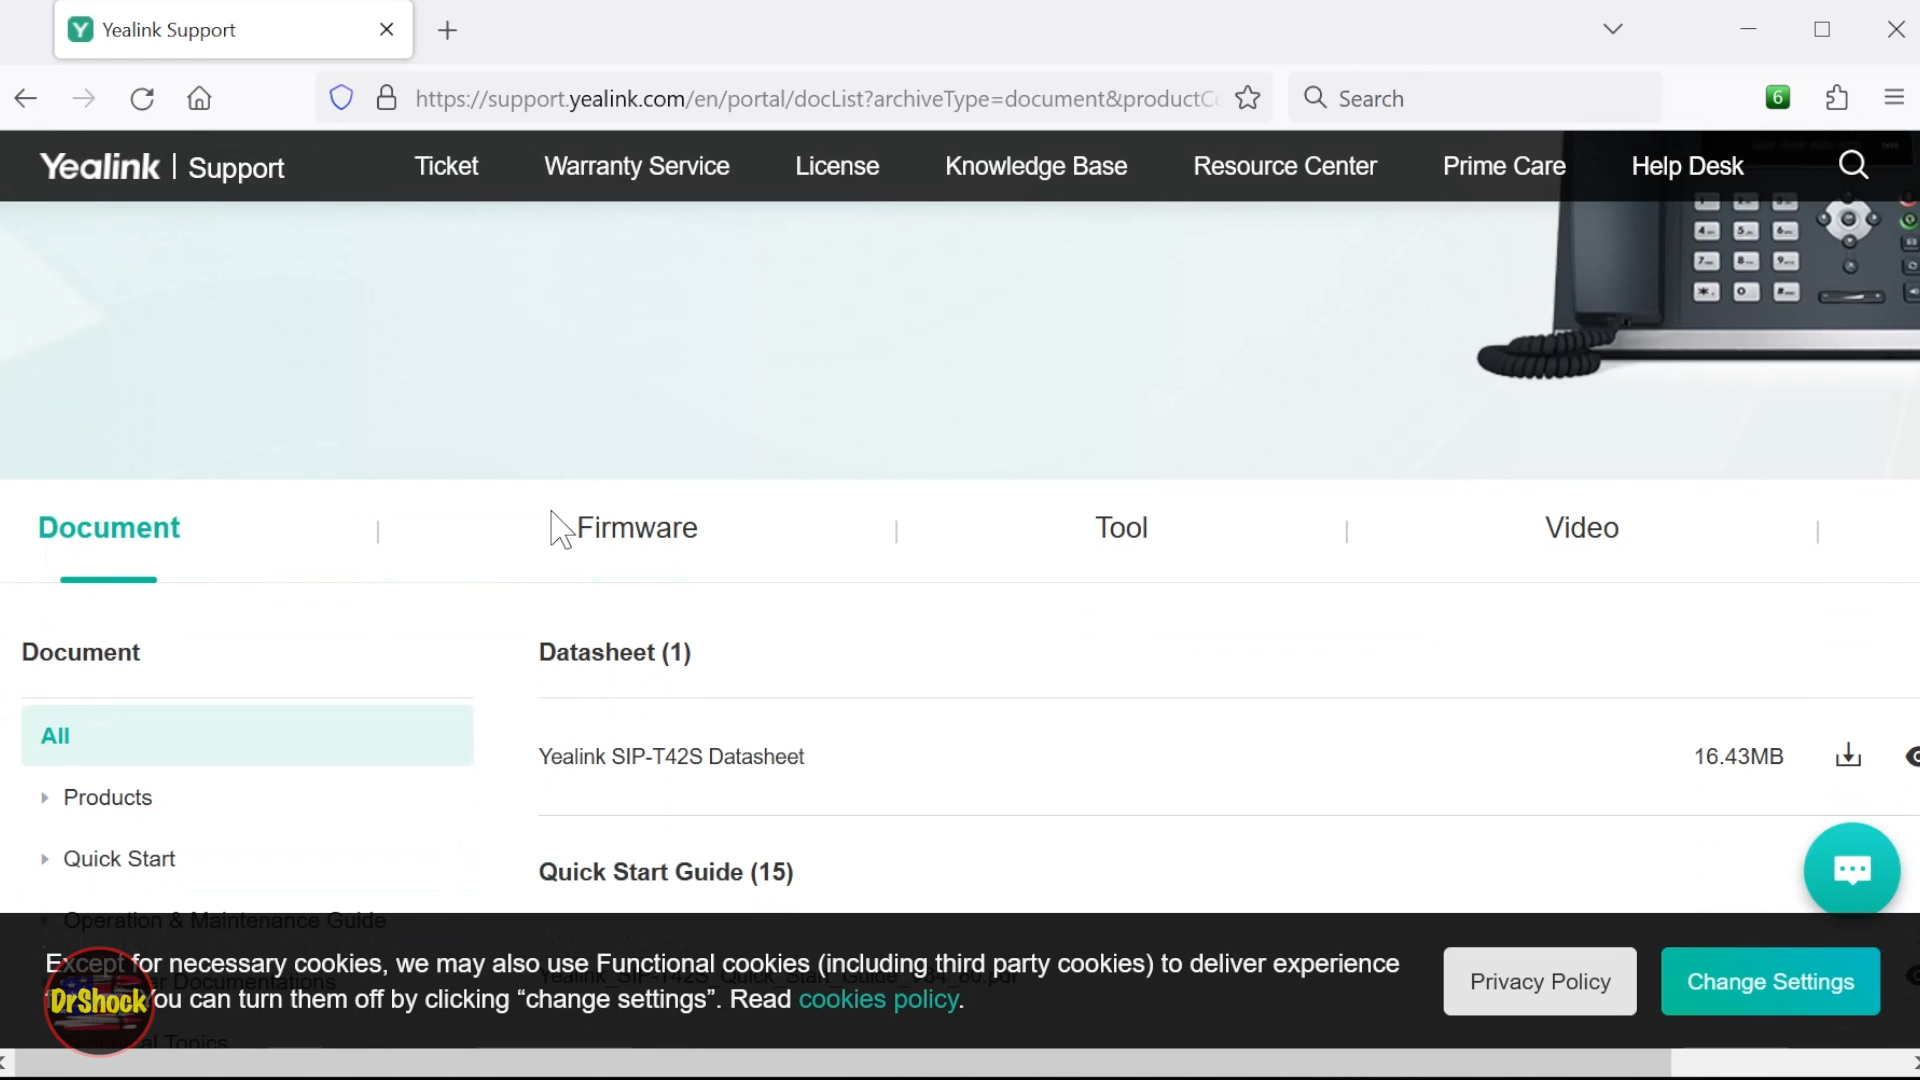 Yealink Support
https://support.yealink.com/en/portal/docList?archiveType=document&productC
Search
6
Yealink | Support
Ticket
Warranty Service
License
Knowledge Base
Resource Center
Prime Care
Help Desk
Document
Firmware
Tool
Video
Document
Datasheet (1)
All
Yealink SIP-T42S Datasheet
16.43MB
Products
Quick Start
Quick Start Guide (15)
Operation & Maintenance Guide
Except for necessary cookies, we may also use Functional cookies (including third party cookies) to deliver experience
You can turn them off by clicking “change settings”. Read cookies policy.
Privacy Policy
Change Settings
DrShock
Technical Topics